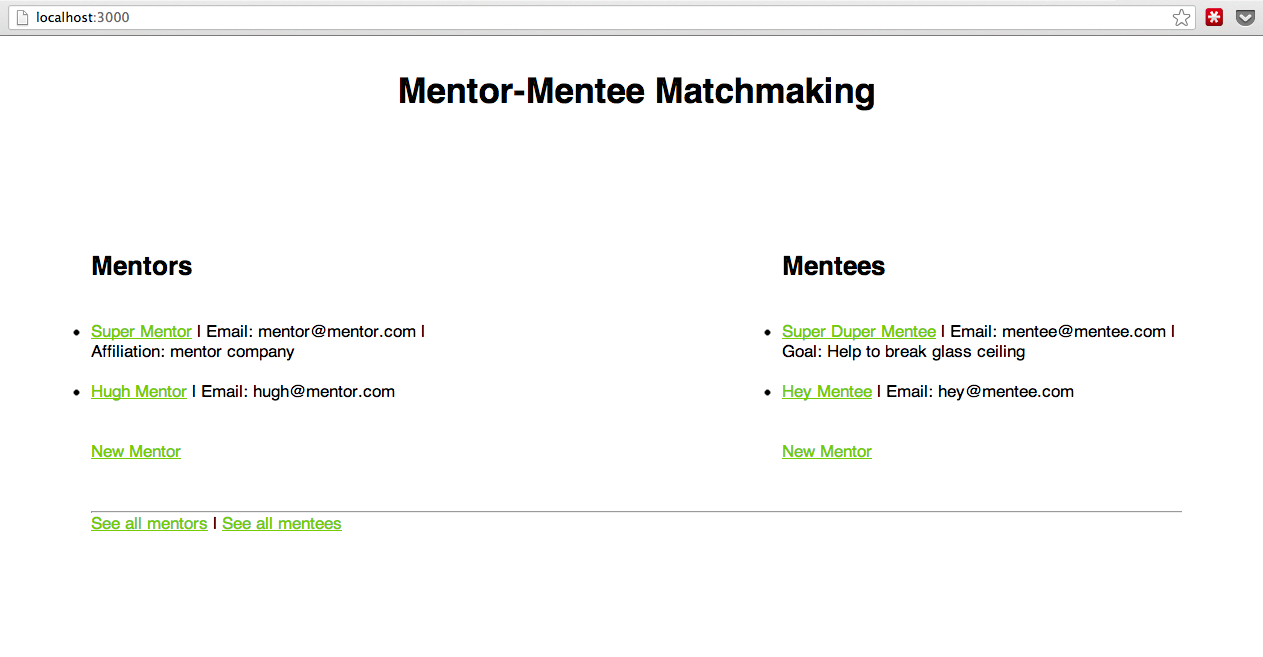 localhost:3000
Mentor-Mentee Matchmaking
Mentors
Super Mentor | Email: mentor@mentor.com |
Affiliation: mentor company
Hugh Mentor | Email: hugh@mentor.com
New Mentor
Mentees
Super Duper Mentee | Email: mentee@mentee.com |
Goal: Help to break glass ceiling
Hey Mentee | Email: hey@mentee.com
New Mentor
See all mentors | See all mentees